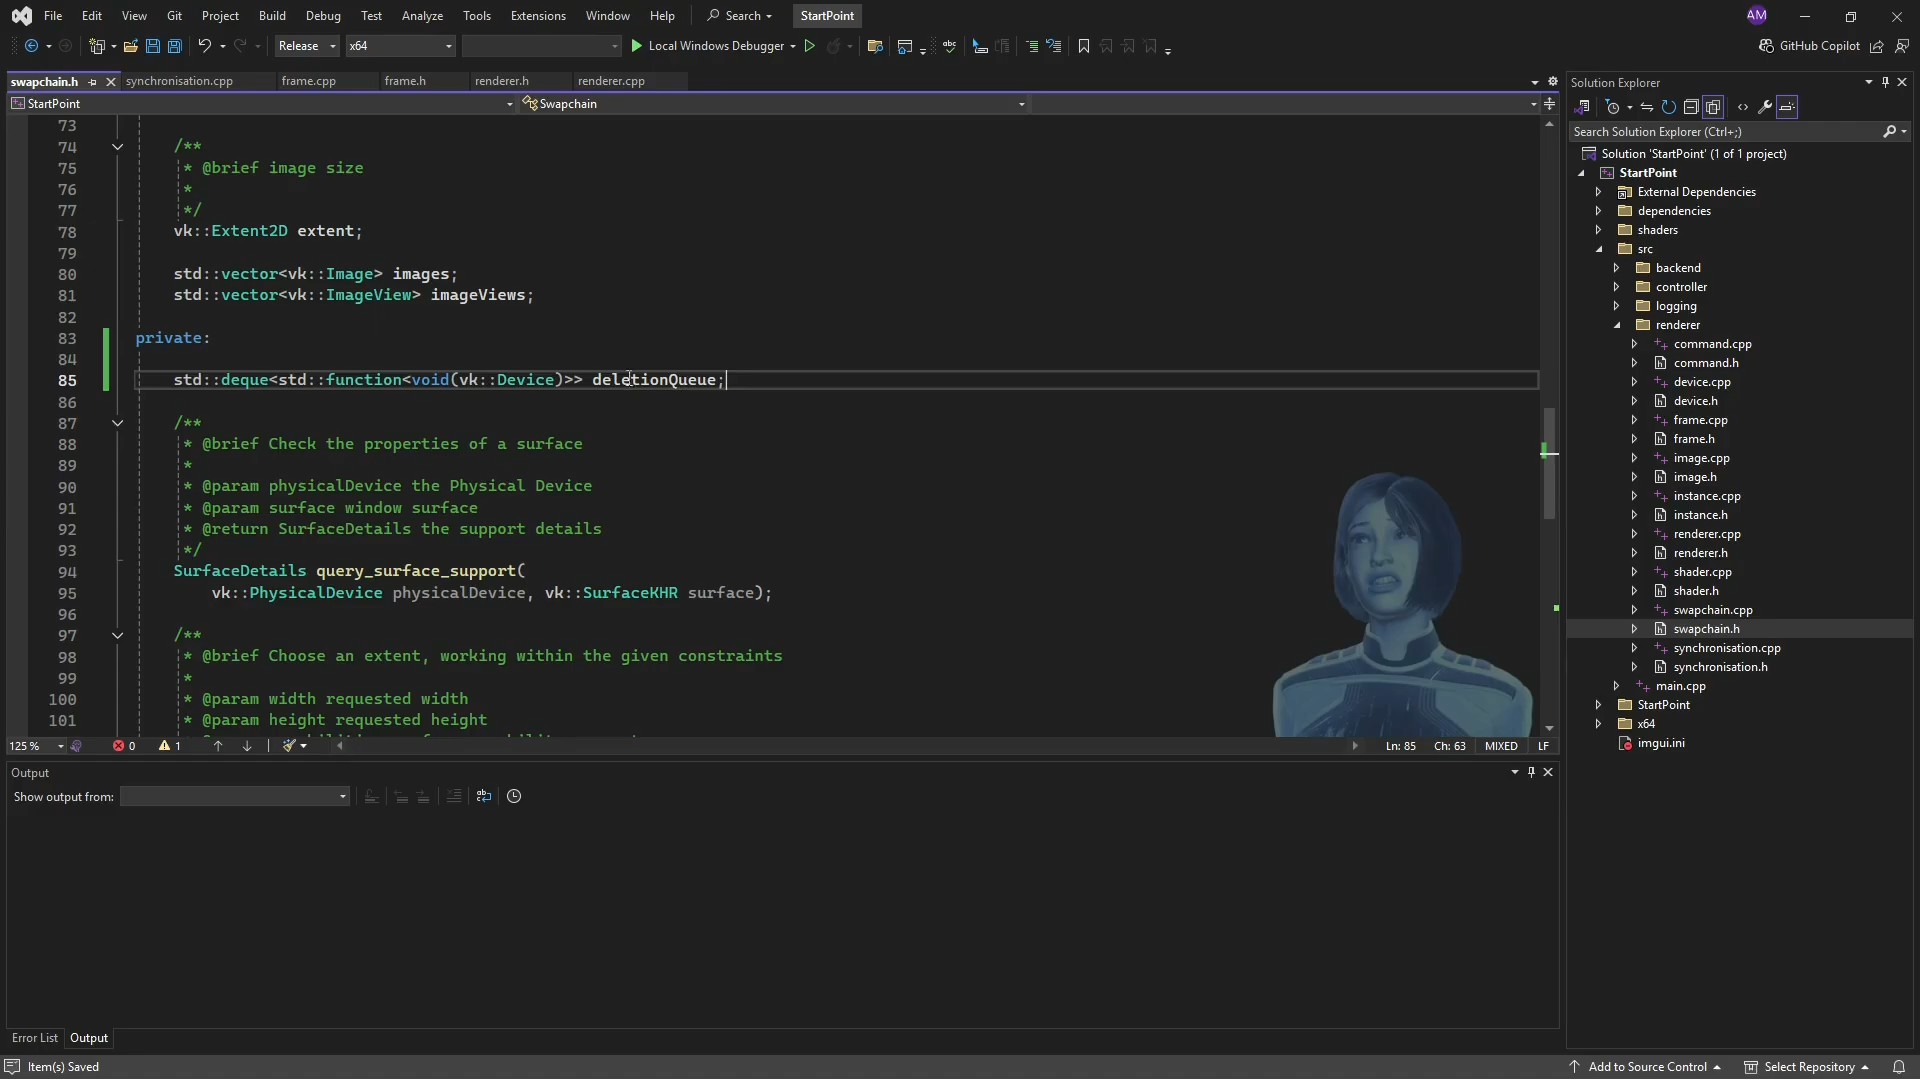 File Edit View Git Project Build Debug Test Analyze Tools Extensions Window Help Search StartPoint AM
Release x64 Local Windows Debugger GitHub Copilot
swapchain.h synchronisation.cpp frame.cpp frame.h renderer.h renderer.cpp
StartPoint Swapchain
73
74 /**
75 * @brief image size
76 *
77 */
78 vk::Extent2D extent;
79
80 std::vector<vk::Image> images;
81 std::vector<vk::ImageView> imageViews;
82
83 private:
84
85 std::deque<std::function<void(vk::Device)>> deletionQueue;
86
87 /**
88 * @brief Check the properties of a surface
89 *
90 * @param physicalDevice the Physical Device
91 * @param surface window surface
92 * @return SurfaceDetails the support details
93 */
94 SurfaceDetails query_surface_support(
95 vk::PhysicalDevice physicalDevice, vk::SurfaceKHR surface);
96
97 /**
98 * @brief Choose an extent, working within the given constraints
99 *
100 * @param width requested width
101 * @param height requested height
125 % 0 1 Ln: 85 Ch: 63 MIXED LF
Output
Show output from:
Error List Output
Item(s) Saved Add to Source Control Select Repository
Solution Explorer
Search Solution Explorer (Ctrl+;)
Solution 'StartPoint' (1 of 1 project)
StartPoint
External Dependencies
dependencies
shaders
src
backend
controller
logging
renderer
command.cpp
command.h
device.cpp
device.h
frame.cpp
frame.h
image.cpp
image.h
instance.cpp
instance.h
renderer.cpp
renderer.h
shader.cpp
shader.h
swapchain.cpp
swapchain.h
synchronisation.cpp
synchronisation.h
main.cpp
StartPoint
x64
imgui.ini